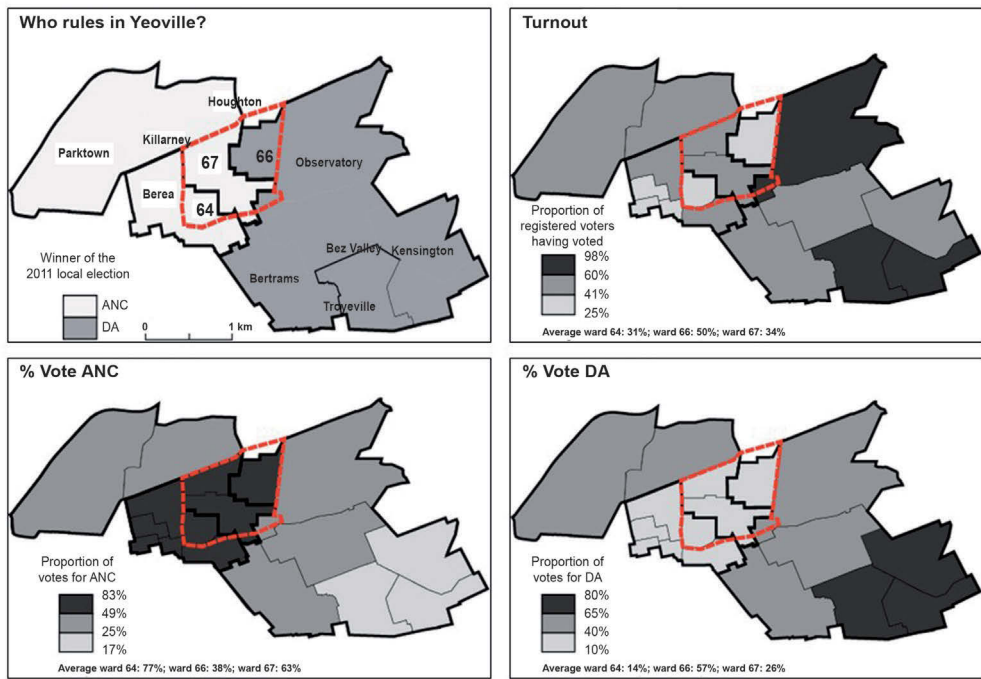 Who rules in Yeoville?
Houghton
Killarney
Parktown
67
66
Observatory
Berea
64
Bez Valley
Kensington
Bertrams
Troyeville
Winner of the
2011 local election
ANC
DA
0
1 km
Turnout
Proportion of
registered voters
having voted
98%
60%
41%
25%
Average ward 64: 31%; ward 66: 50%; ward 67: 34%
% Vote ANC
Proportion of
votes for ANC
83%
49%
25%
17%
Average ward 64: 77%; ward 66: 38%; ward 67: 63%
% Vote DA
Proportion of
votes for DA
80%
65%
40%
10%
Average ward 64: 14%; ward 66: 57%; ward 67: 26%